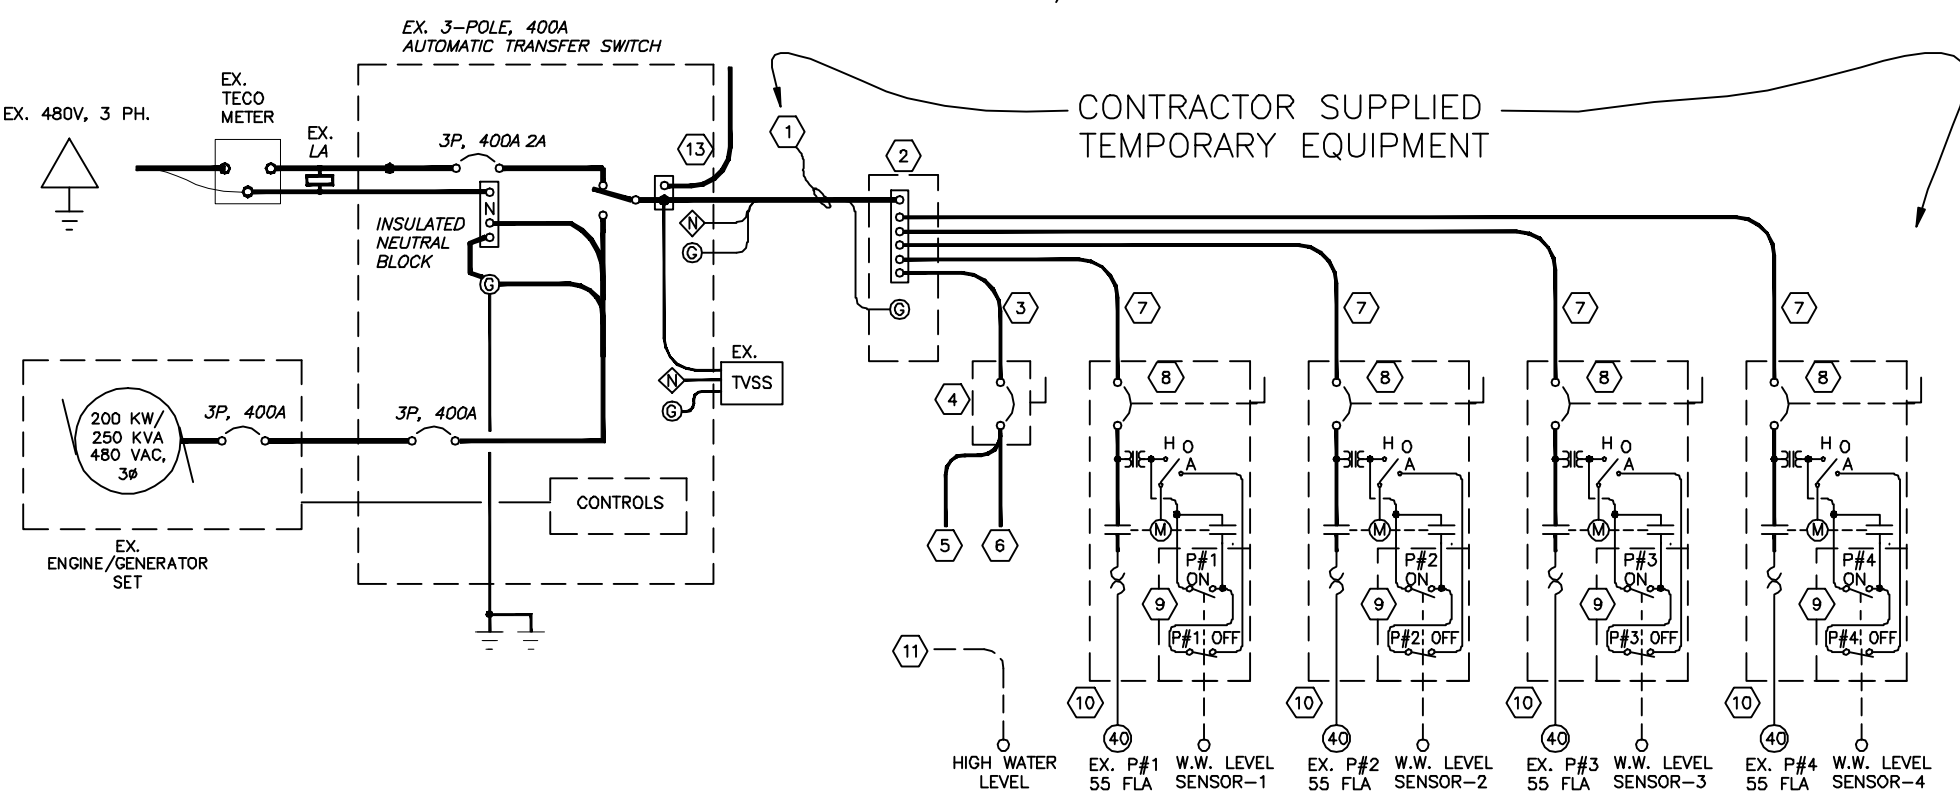 EX. 3-POLE, 400A
AUTOMATIC TRANSFER SWITCH
EX. 480V, 3 PH.
EX.
TECO
METER
EX.
LA
3P, 400A 2A
13
N
INSULATED
NEUTRAL
BLOCK
G
N
G
1
CONTRACTOR SUPPLIED
TEMPORARY EQUIPMENT
2
G
3
7
7
7
7
EX.
TVSS
N
G
200 KW/
250 KVA
480 VAC,
3ø
3P, 400A
3P, 400A
CONTROLS
EX.
ENGINE/GENERATOR
SET
4
5
6
11
HIGH WATER
LEVEL
8
H O
A
M
P#1
ON
9
P#1 OFF
10
40
EX. P#1
55 FLA
W.W. LEVEL
SENSOR-1
8
H O
A
M
P#2
ON
9
P#2 OFF
10
40
EX. P#2
55 FLA
W.W. LEVEL
SENSOR-2
8
H O
A
M
P#3
ON
9
P#3 OFF
10
40
EX. P#3
55 FLA
W.W. LEVEL
SENSOR-3
8
H O
A
M
P#4
ON
9
P#4 OFF
10
40
EX. P#4
55 FLA
W.W. LEVEL
SENSOR-4